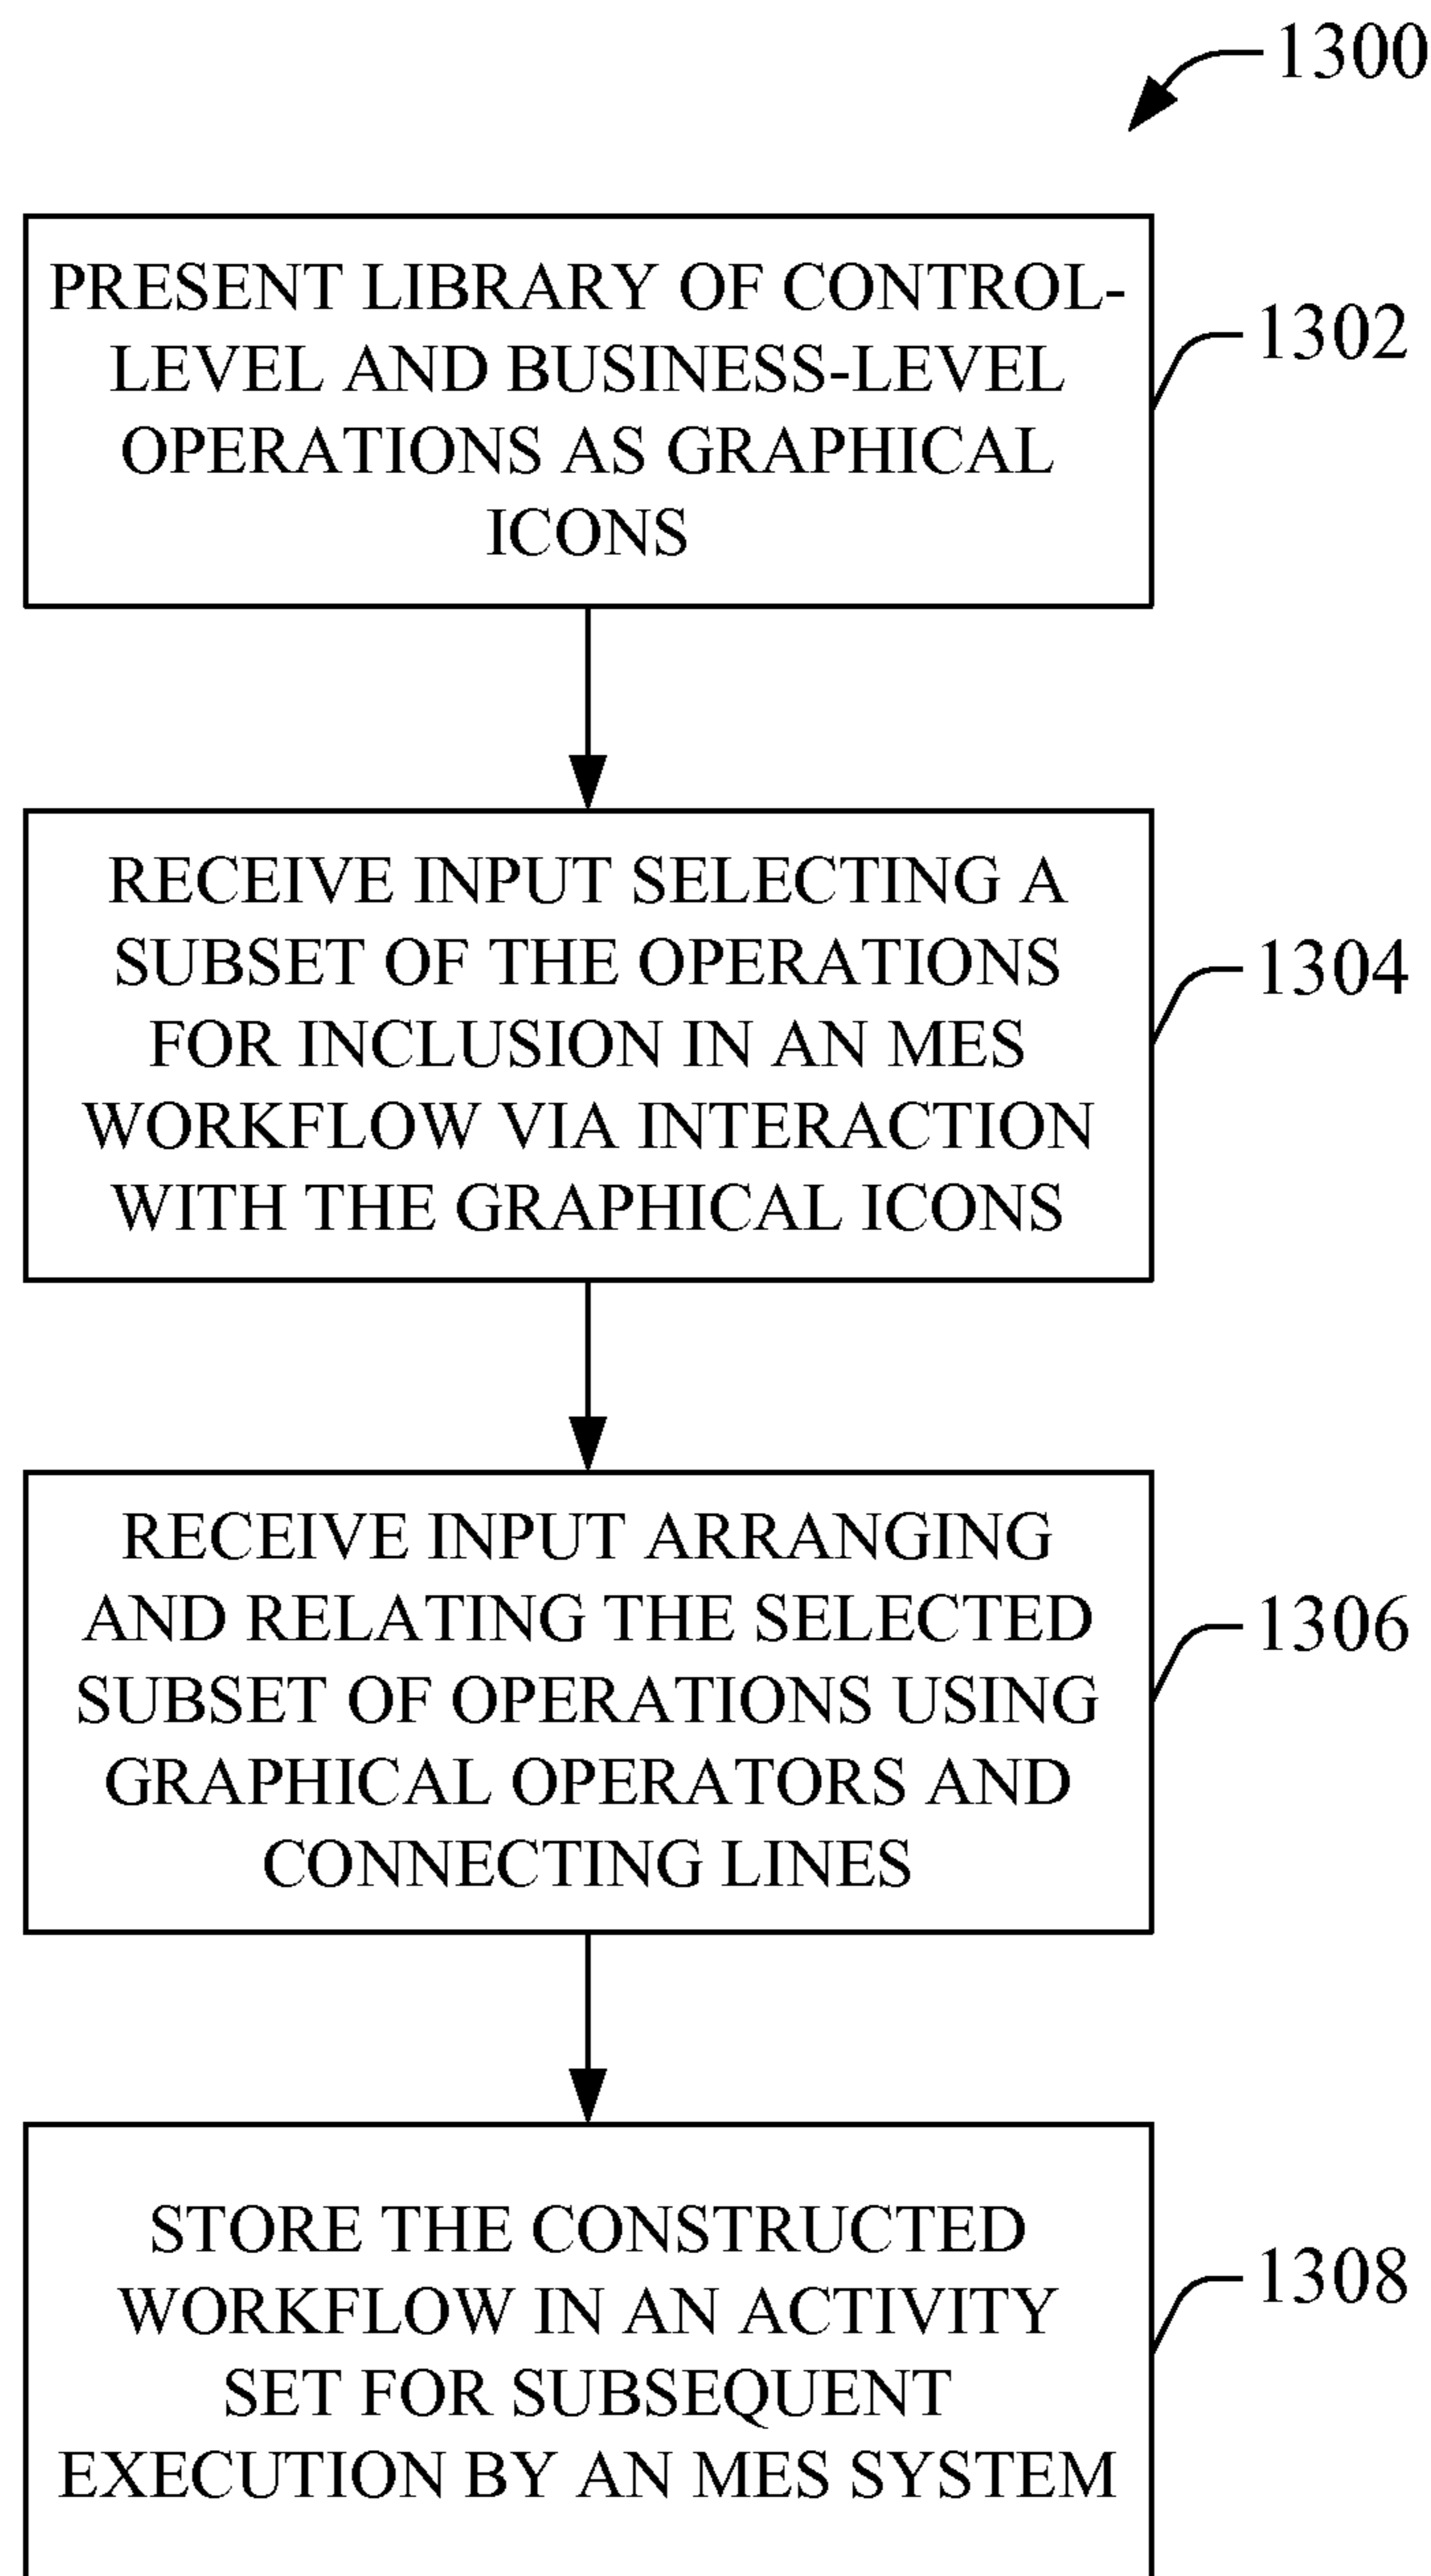 1300
PRESENT LIBRARY OF CONTROL-
LEVEL AND BUSINESS-LEVEL
OPERATIONS AS GRAPHICAL
ICONS
1302
RECEIVE INPUT SELECTING A
SUBSET OF THE OPERATIONS
FOR INCLUSION IN AN MES
WORKFLOW VIA INTERACTION
WITH THE GRAPHICAL ICONS
1304
RECEIVE INPUT ARRANGING
AND RELATING THE SELECTED
SUBSET OF OPERATIONS USING
GRAPHICAL OPERATORS AND
CONNECTING LINES
1306
STORE THE CONSTRUCTED
WORKFLOW IN AN ACTIVITY
SET FOR SUBSEQUENT
EXECUTION BY AN MES SYSTEM
1308